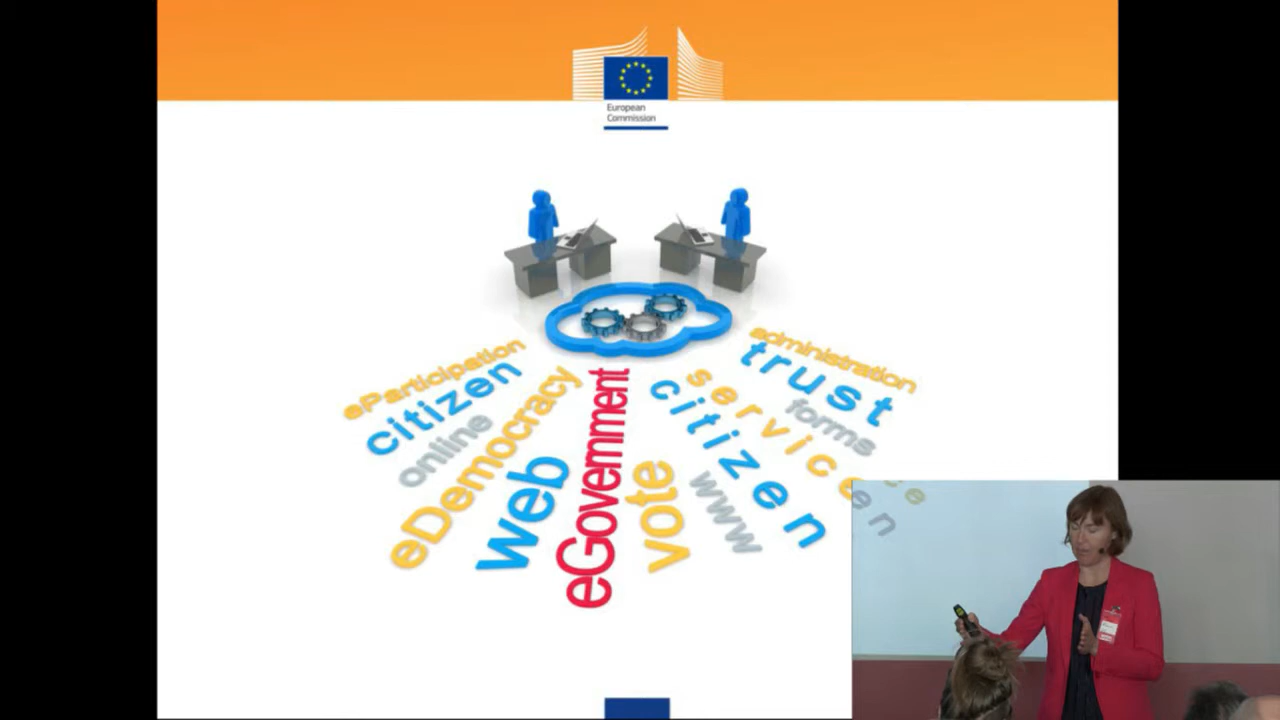 European
Commission
eParticipation
citizen
online
eDemocracy
web
eGovernment
vote
www
citizen
service
forms
trust
administration